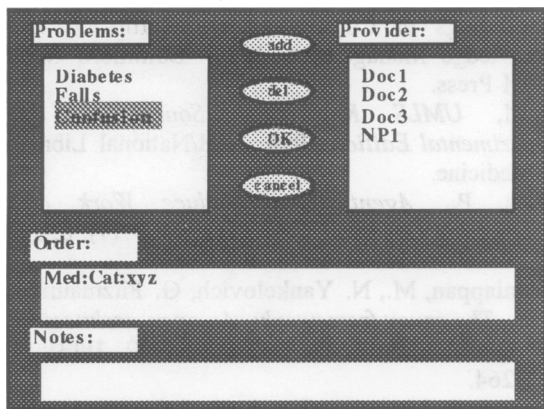 Problems:
add
Provider:
Diabetes
Falls
Confusion
del
OK
cancel
Doc1
Doc2
Doc3
NP1
Order:
Med:Cat:xyz
Notes: